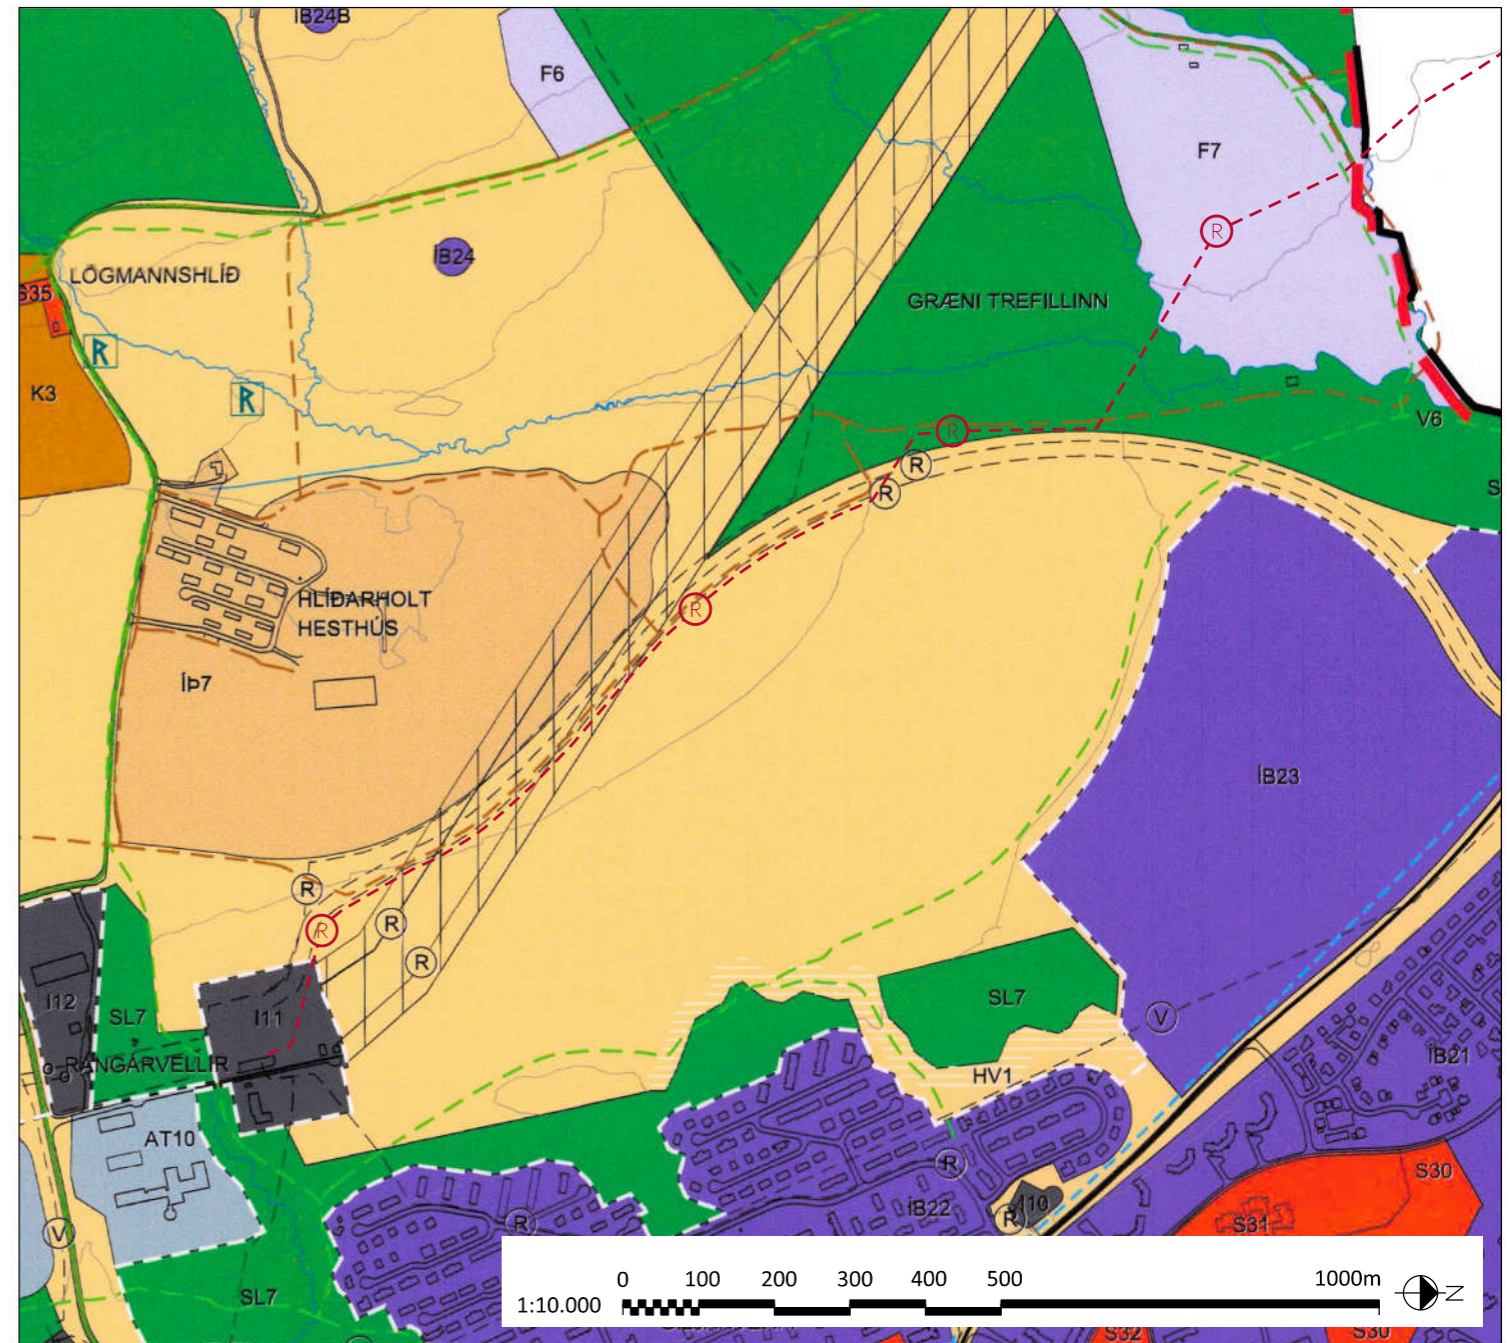 ÍB24B
F6
F7
R
LÖGMANNSHLÍÐ
ÍB24
S35
GRÆNI TREFILLINN
R
R
K3
V6
R
R
R
HLÍÐARHOLT
HESTHÚS
R
ÍÞ7
ÍB23
R
R
R
R
I12
SL7
I11
SL7
V
RANGÁRVELLIR
HV1
ÍB21
AT10
R
S30
R
ÍB22
I10
R
S31
V
SL7
0 100 200 300 400 500 1000m
1:10.000
N
S32
S30